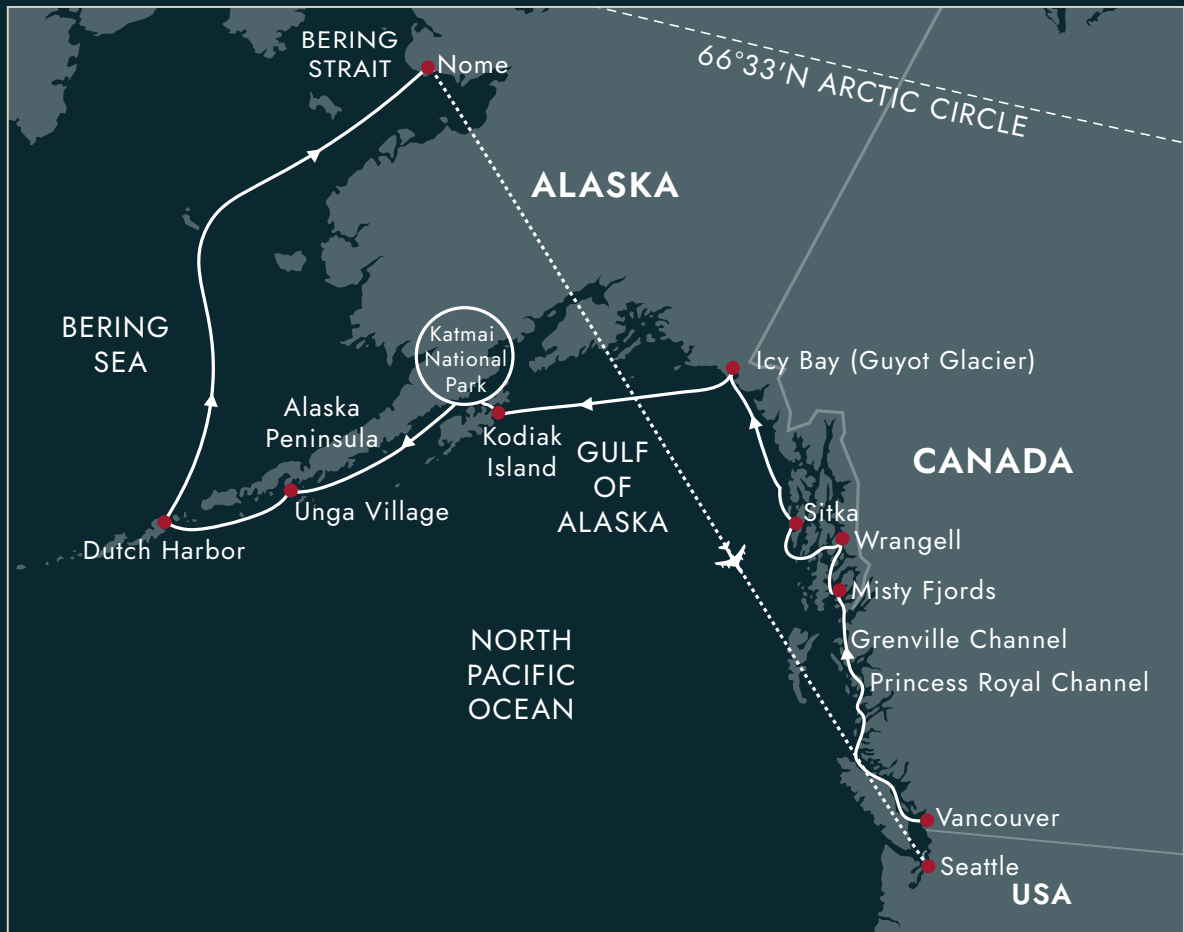 BERING
STRAIT
Nome
66°33'N ARCTIC CIRCLE
ALASKA
BERING
SEA
Katmai
National
Park
Icy Bay (Guyot Glacier)
Alaska
Peninsula
Kodiak
Island
GULF
OF
ALASKA
CANADA
Unga Village
Sitka
Dutch Harbor
Wrangell
Misty Fjords
NORTH
PACIFIC
OCEAN
Grenville Channel
Princess Royal Channel
Vancouver
Seattle
USA